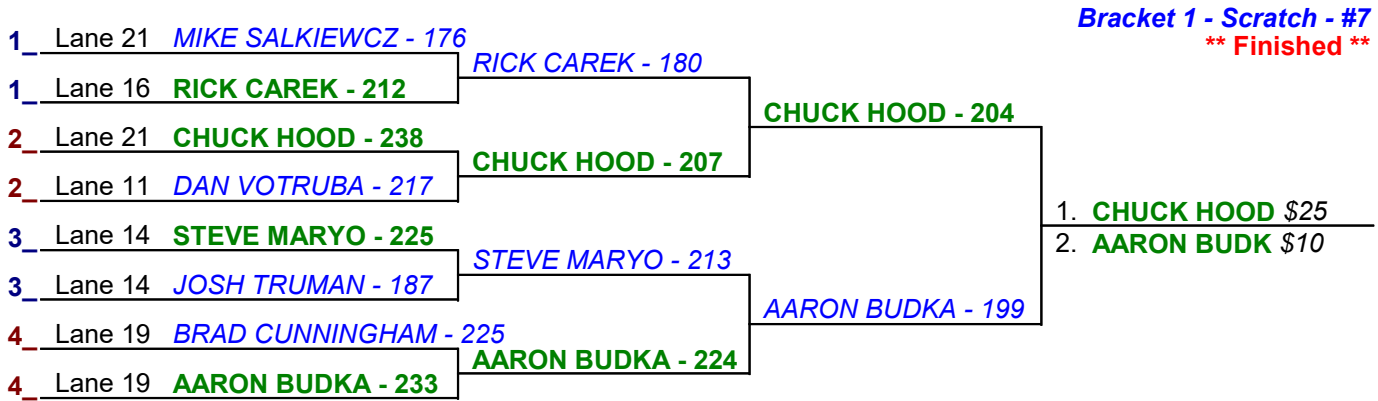 Bracket 1 - Scratch - #7
** Finished **
1_ Lane 21 MIKE SALKIEWCZ - 176
1_ Lane 16 RICK CAREK - 212
2_ Lane 21 CHUCK HOOD - 238
2_ Lane 11 DAN VOTRUBA - 217
3_ Lane 14 STEVE MARYO - 225
3_ Lane 14 JOSH TRUMAN - 187
4_ Lane 19 BRAD CUNNINGHAM - 225
4_ Lane 19 AARON BUDKA - 233
RICK CAREK - 180
CHUCK HOOD - 207
STEVE MARYO - 213
AARON BUDKA - 224
CHUCK HOOD - 204
AARON BUDKA - 199
1. CHUCK HOOD $25
2. AARON BUDK $10